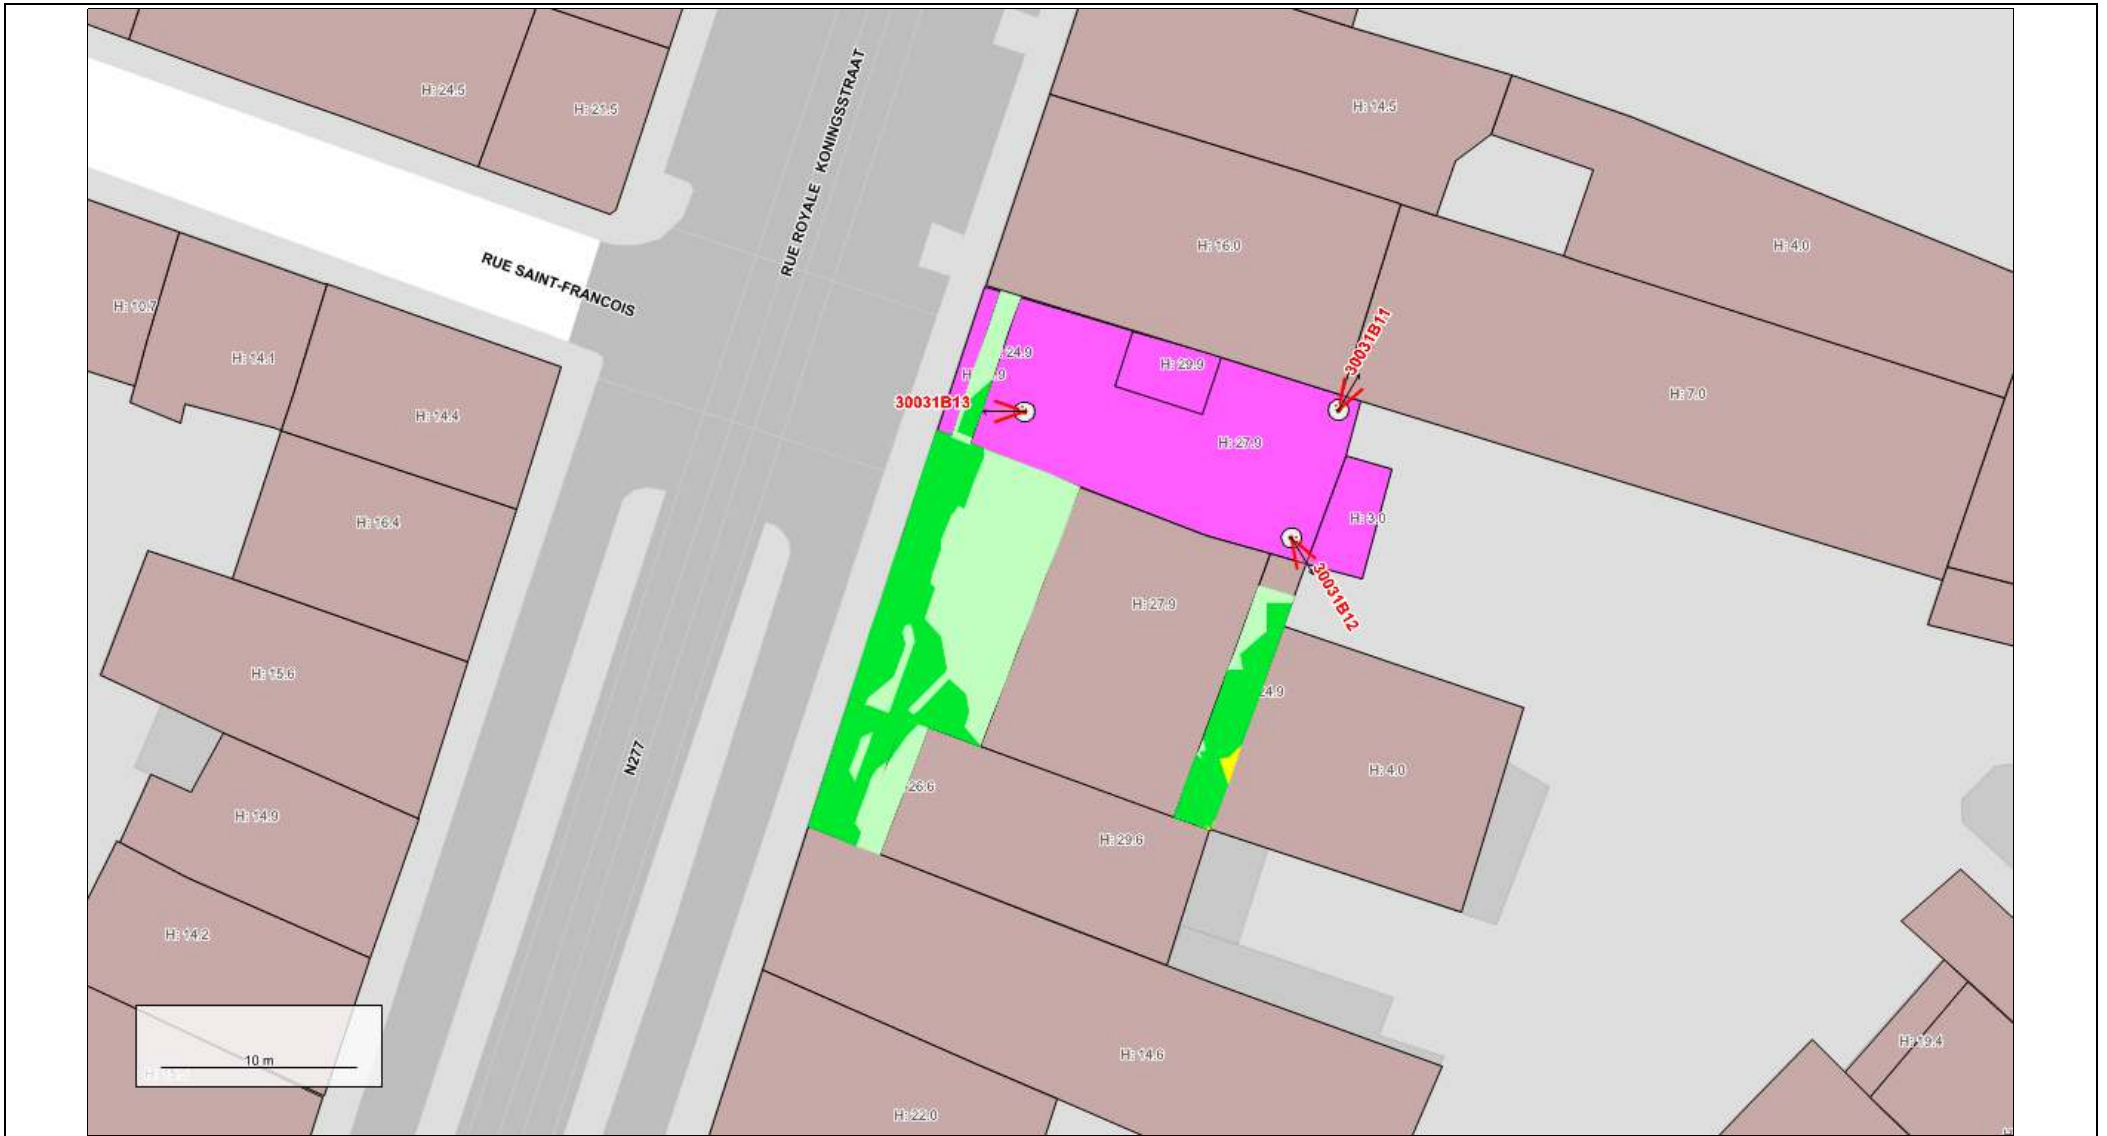 H: 24.5
H: 21.5
RUE ROYALE KONINGSSTRAAT
H: 14.5
H: 16.0
H: 4.0
RUE SAINT-FRANCOIS
H: 10.7
H: 14.1
24.9
H: 29.9
30031B11
H: 7.0
30031B13
H: 14.4
H: 27.9
H: 16.4
H: 3.0
30031B12
H: 27.9
H: 15.6
24.9
N277
26.6
H: 4.0
H: 14.9
H: 29.6
H: 14.2
10 m
H: 14.6
H: 19.4
H: 22.0